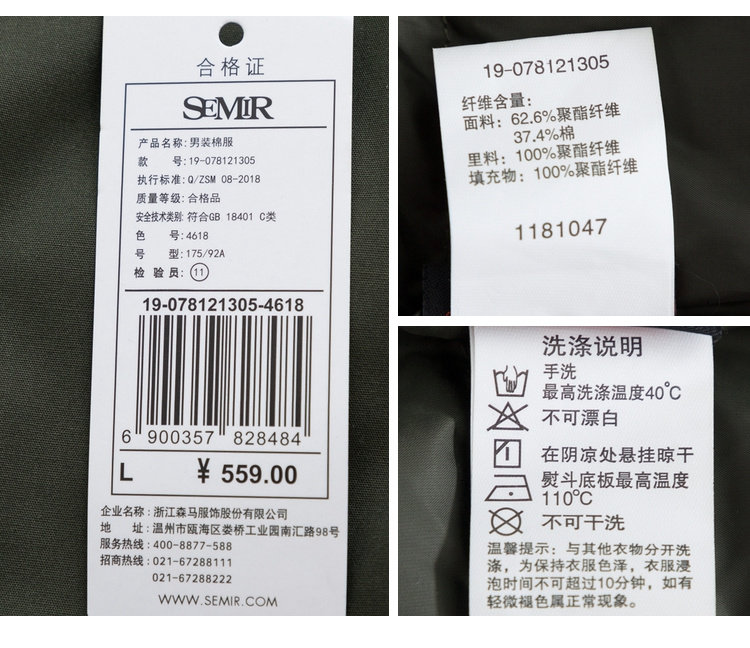 合格证
SEMIR
产品名称:男装棉服
款 号:19-078121305
执行标准:Q/ZSM 08-2018
质量等级:合格品
安全技术类别:符合GB 18401 C类
色 号:4618
号 型:175/92A
检 验 员:⑪
19-078121305-4618
6 900357 828484
L ¥ 559.00
企业名称:浙江森马服饰股份有限公司
地 址:温州市瓯海区娄桥工业园南汇路98号
服务热线:400-8877-588
招商热线:021-67288111
021-67288222
WWW.SEMIR.COM
19-078121305
纤维含量:
面料: 62.6%聚酯纤维
37.4%棉
里料: 100%聚酯纤维
填充物: 100%聚酯纤维
1181047
洗涤说明
手洗
最高洗涤温度40℃
不可漂白
在阴凉处悬挂晾干
熨斗底板最高温度
110℃
不可干洗
温馨提示: 与其他衣物分开洗
涤, 为保持衣服色泽, 衣服浸
泡时间不可超过10分钟, 如有
轻微褪色属正常现象。